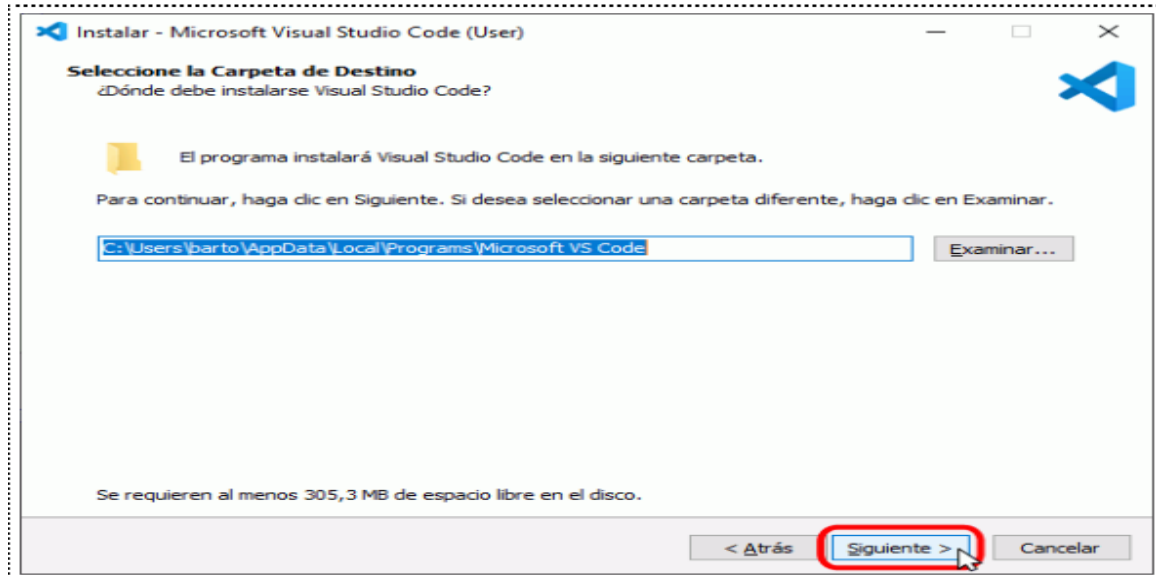 Instalar - Microsoft Visual Studio Code (User)
Seleccione la Carpeta de Destino
¿Dónde debe instalarse Visual Studio Code?
El programa instalará Visual Studio Code en la siguiente carpeta.
Para continuar, haga clic en Siguiente. Si desea seleccionar una carpeta diferente, haga clic en Examinar.
C:\Users\barto\AppData\Local\Programs\Microsoft VS Code
Examinar...
Se requieren al menos 305,3 MB de espacio libre en el disco.
< Atrás Siguiente > Cancelar